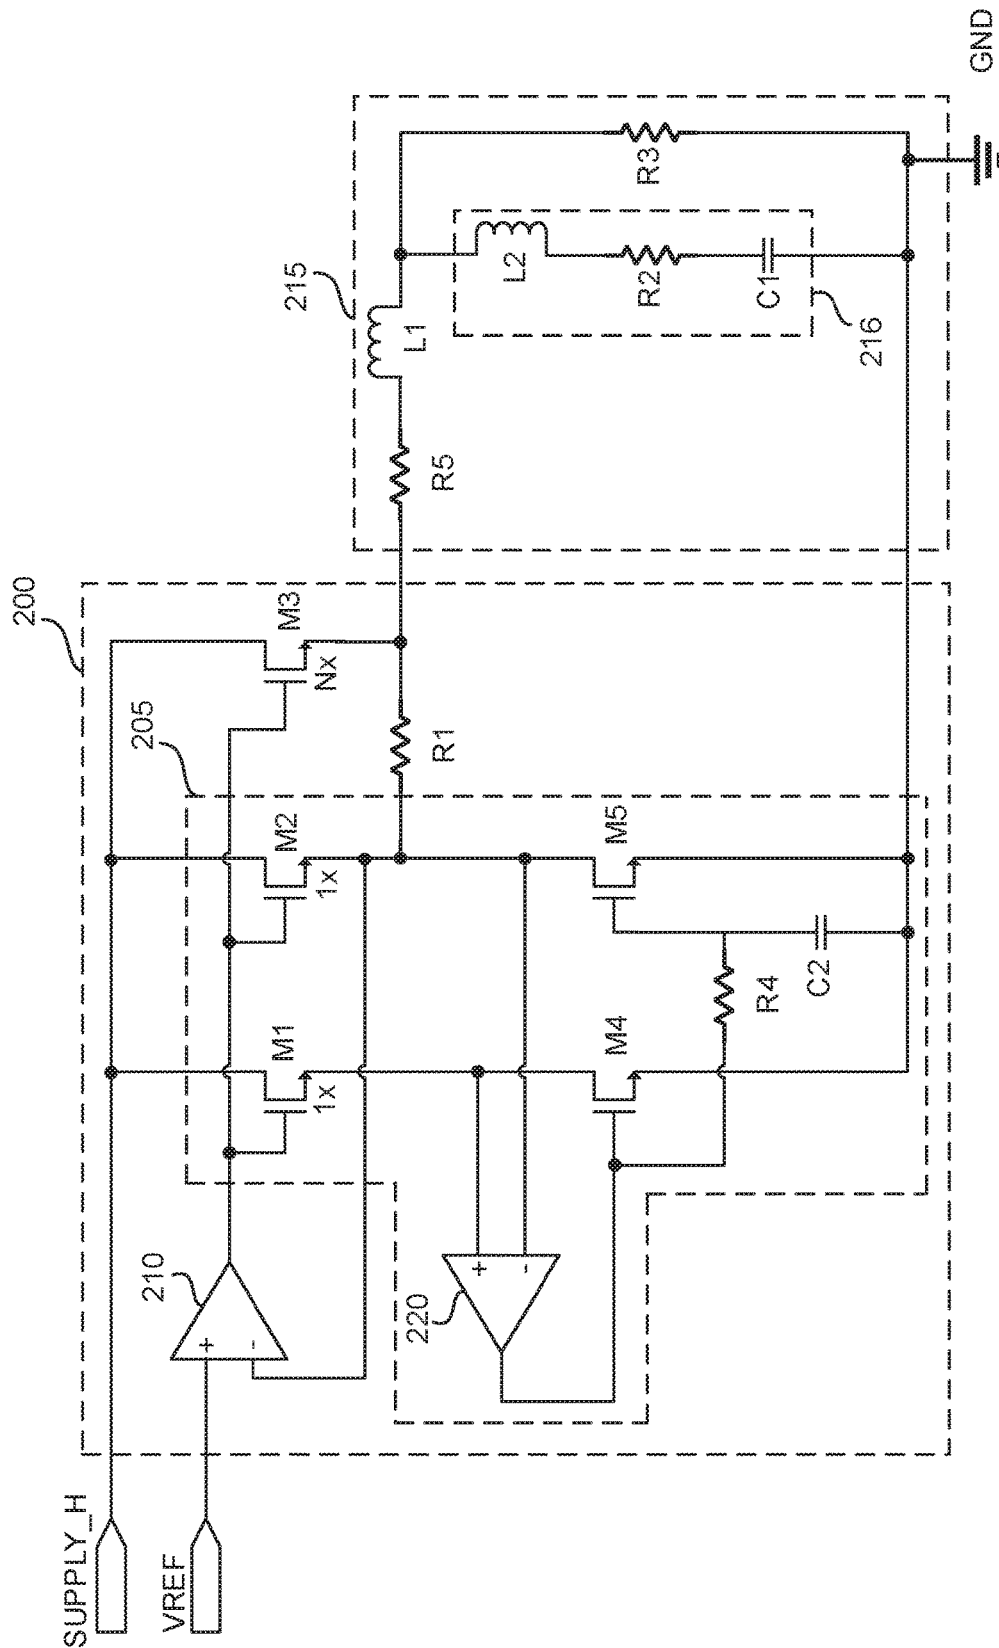 SUPPLY_H
VREF
200
205
210
+
-
M1
1x
M2
1x
M3
Nx
220
+
-
M4
M5
R4
C2
R1
R5
215
L1
L2
R2
C1
216
R3
GND